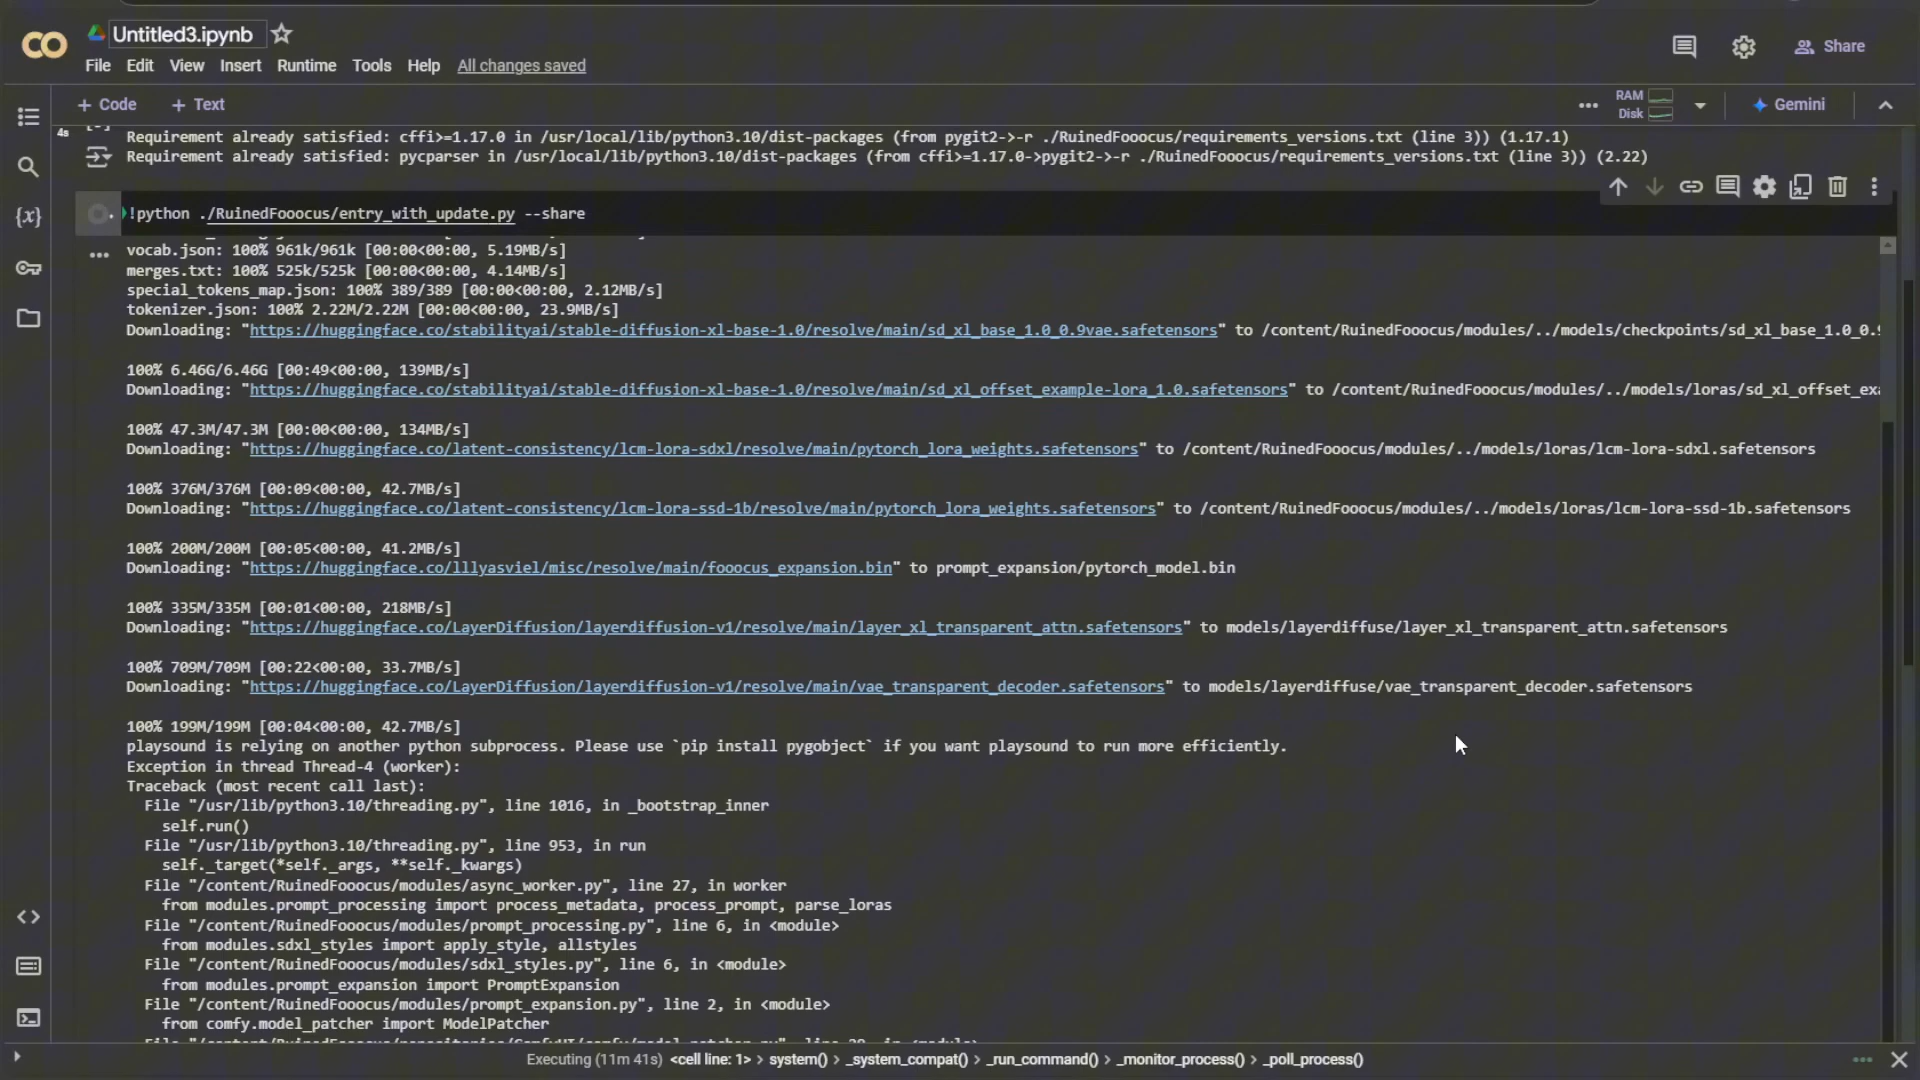 Untitled3.ipynb
File Edit View Insert Runtime Tools Help All changes saved
Share
+ Code + Text
RAM
Disk
Gemini
4s
Requirement already satisfied: cffi>=1.17.0 in /usr/local/lib/python3.10/dist-packages (from pygit2->-r ./RuinedFooocus/requirements_versions.txt (line 3)) (1.17.1)
Requirement already satisfied: pycparser in /usr/local/lib/python3.10/dist-packages (from cffi>=1.17.0->pygit2->-r ./RuinedFooocus/requirements_versions.txt (line 3)) (2.22)
!python ./RuinedFooocus/entry_with_update.py --share
vocab.json: 100% 961k/961k [00:00<00:00, 5.19MB/s]
merges.txt: 100% 525k/525k [00:00<00:00, 4.14MB/s]
special_tokens_map.json: 100% 389/389 [00:00<00:00, 2.12MB/s]
tokenizer.json: 100% 2.22M/2.22M [00:00<00:00, 23.9MB/s]
Downloading: "https://huggingface.co/stabilityai/stable-diffusion-xl-base-1.0/resolve/main/sd_xl_base_1.0_0.9vae.safetensors" to /content/RuinedFooocus/modules/../models/checkpoints/sd_xl_base_1.0_0.9
100% 6.46G/6.46G [00:49<00:00, 139MB/s]
Downloading: "https://huggingface.co/stabilityai/stable-diffusion-xl-base-1.0/resolve/main/sd_xl_offset_example-lora_1.0.safetensors" to /content/RuinedFooocus/modules/../models/loras/sd_xl_offset_exa
100% 47.3M/47.3M [00:00<00:00, 134MB/s]
Downloading: "https://huggingface.co/latent-consistency/lcm-lora-sdxl/resolve/main/pytorch_lora_weights.safetensors" to /content/RuinedFooocus/modules/../models/loras/lcm-lora-sdxl.safetensors
100% 376M/376M [00:09<00:00, 42.7MB/s]
Downloading: "https://huggingface.co/latent-consistency/lcm-lora-ssd-1b/resolve/main/pytorch_lora_weights.safetensors" to /content/RuinedFooocus/modules/../models/loras/lcm-lora-ssd-1b.safetensors
100% 200M/200M [00:05<00:00, 41.2MB/s]
Downloading: "https://huggingface.co/lllyasviel/misc/resolve/main/fooocus_expansion.bin" to prompt_expansion/pytorch_model.bin
100% 335M/335M [00:01<00:00, 218MB/s]
Downloading: "https://huggingface.co/LayerDiffusion/layerdiffusion-v1/resolve/main/layer_xl_transparent_attn.safetensors" to models/layerdiffuse/layer_xl_transparent_attn.safetensors
100% 709M/709M [00:22<00:00, 33.7MB/s]
Downloading: "https://huggingface.co/LayerDiffusion/layerdiffusion-v1/resolve/main/vae_transparent_decoder.safetensors" to models/layerdiffuse/vae_transparent_decoder.safetensors
100% 199M/199M [00:04<00:00, 42.7MB/s]
playsound is relying on another python subprocess. Please use `pip install pygobject` if you want playsound to run more efficiently.
Exception in thread Thread-4 (worker):
Traceback (most recent call last):
File "/usr/lib/python3.10/threading.py", line 1016, in _bootstrap_inner
self.run()
File "/usr/lib/python3.10/threading.py", line 953, in run
self._target(*self._args, **self._kwargs)
File "/content/RuinedFooocus/modules/async_worker.py", line 27, in worker
from modules.prompt_processing import process_metadata, process_prompt, parse_loras
File "/content/RuinedFooocus/modules/prompt_processing.py", line 6, in <module>
from modules.sdxl_styles import apply_style, allstyles
File "/content/RuinedFooocus/modules/sdxl_styles.py", line 6, in <module>
from modules.prompt_expansion import PromptExpansion
File "/content/RuinedFooocus/modules/prompt_expansion.py", line 2, in <module>
from comfy.model_patcher import ModelPatcher
Executing (11m 41s) <cell line: 1> > system() > _system_compat() > _run_command() > _monitor_process() > _poll_process()